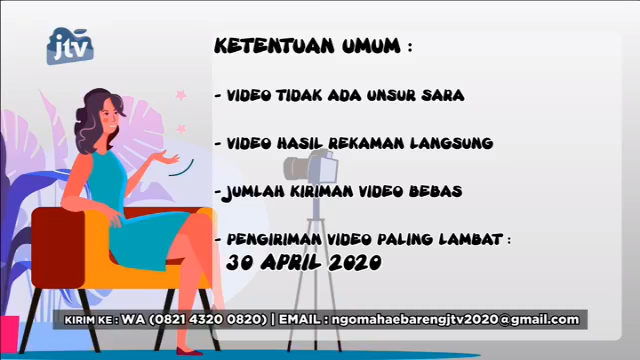 jtv
KETENTUAN UMUM :
- VIDEO TIDAK ADA UNSUR SARA
- VIDEO HASIL REKAMAN LANGSUNG
- JUMLAH KIRIMAN VIDEO BEBAS
- PENGIRIMAN VIDEO PALING LAMBAT :
30 APRIL 2020
KIRIM KE : WA (0821 4320 0820) | EMAIL : ngomahaebarengjtv2020@gmail.com